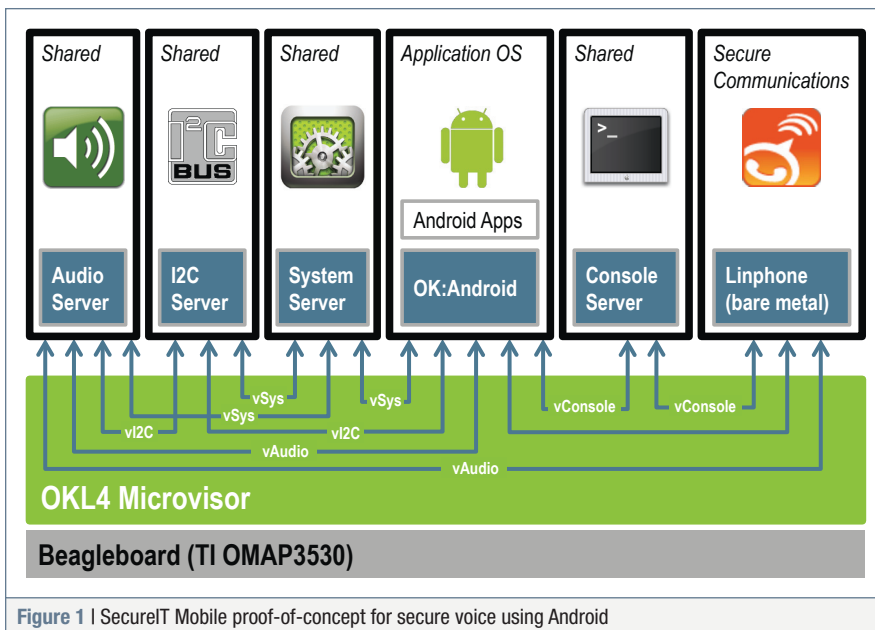 Shared
Shared
Shared
Application OS
Shared
Secure
Communications
I²C
BUS
>_
Android Apps
Audio
Server
I2C
Server
System
Server
OK:Android
Console
Server
Linphone
(bare metal)
vSys
vSys
vSys
vConsole
vConsole
vI2C
vI2C
vAudio
vAudio
OKL4 Microvisor
Beagleboard (TI OMAP3530)
Figure 1 | SecureIT Mobile proof-of-concept for secure voice using Android